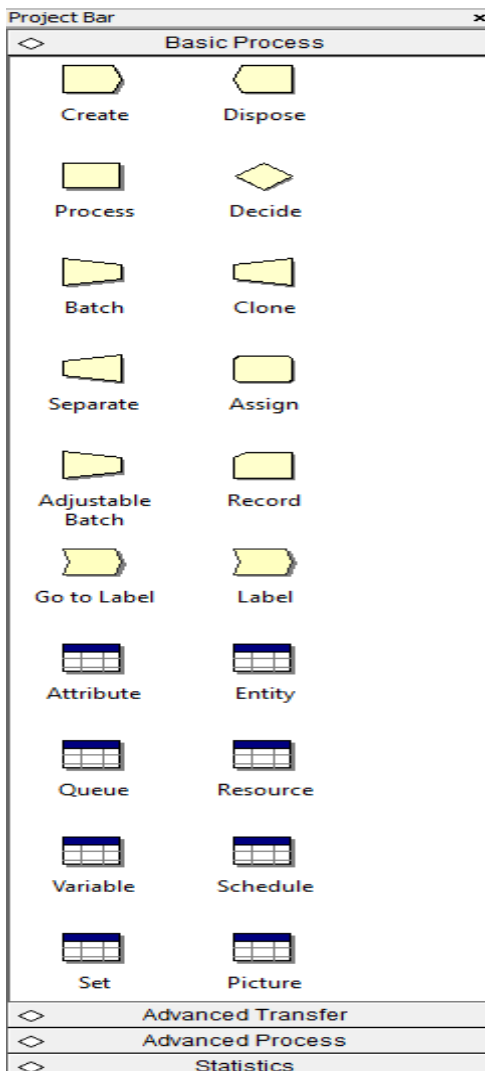 Project Bar
Basic Process
Create Dispose
Process Decide
Batch Clone
Separate Assign
Adjustable Batch Record
Go to Label Label
Attribute Entity
Queue Resource
Variable Schedule
Set Picture
Advanced Transfer
Advanced Process
Statistics